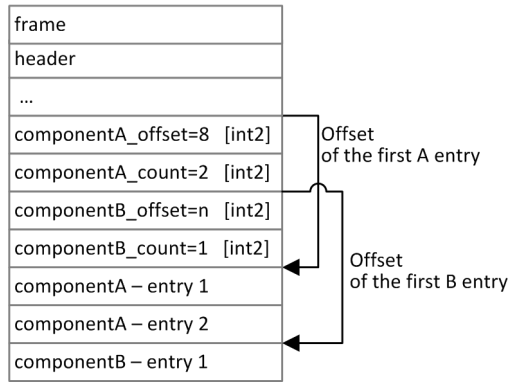 frame
header
...
componentA_offset=8 [int2]
Offset
of the first A entry
componentA_count=2 [int2]
componentB_offset=n [int2]
componentB_count=1 [int2]
Offset
of the first B entry
componentA – entry 1
componentA – entry 2
componentB – entry 1